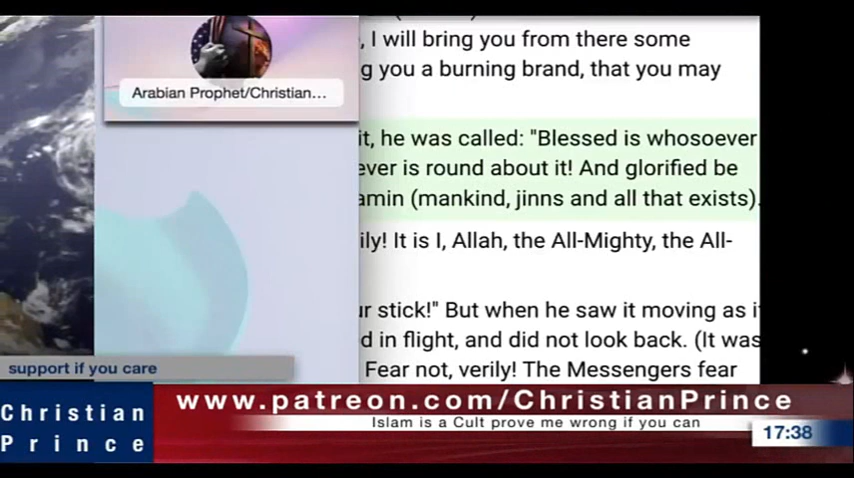 , I will bring you from there some
g you a burning brand, that you may
Arabian Prophet/Christian...
it, he was called: "Blessed is whosoever
ever is round about it! And glorified be
amin (mankind, jinns and all that exists).
ily! It is I, Allah, the All-Mighty, the All-
ur stick!" But when he saw it moving as if
d in flight, and did not look back. (It was
Fear not, verily! The Messengers fear
support if you care
Christian
Prince
www.patreon.com/ChristianPrince
Islam is a Cult prove me wrong if you can
17:38